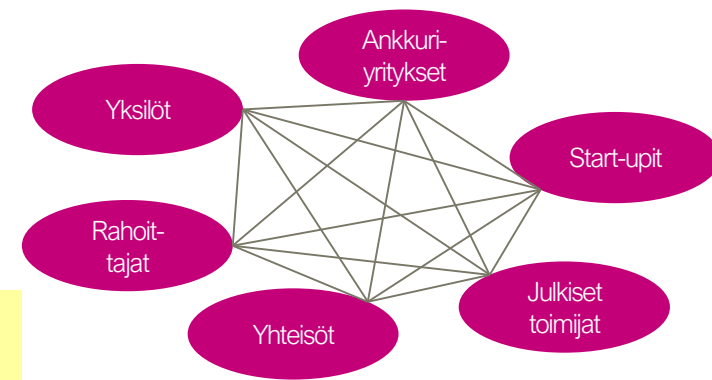 Ankkuri-
yritykset
Yksilöt
Start-upit
Rahoit-
tajat
Julkiset
toimijat
Yhteisöt